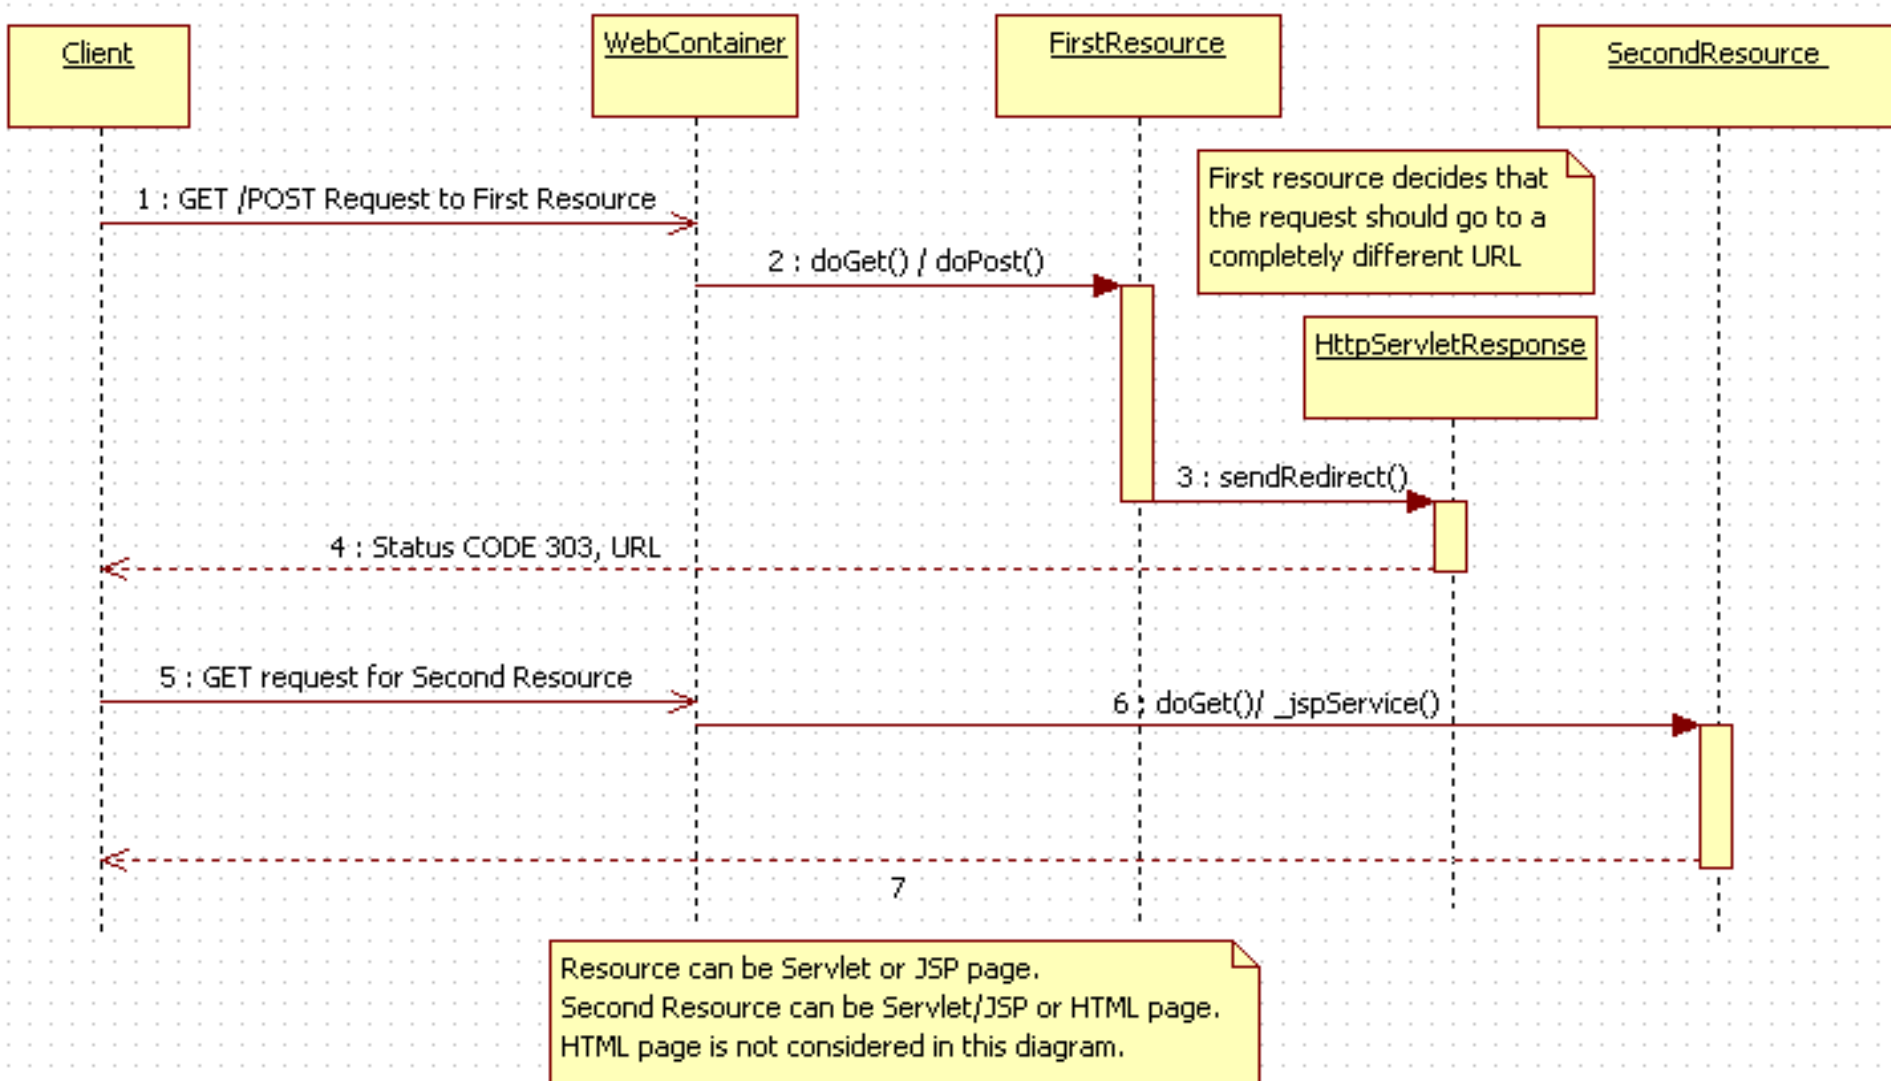 Client
WebContainer
FirstResource
SecondResource
1 : GET /POST Request to First Resource
First resource decides that
the request should go to a
completely different URL
2 : doGet() / doPost()
HttpServletResponse
3 : sendRedirect()
4 : Status CODE 303, URL
5 : GET request for Second Resource
6 : doGet()/ _jspService()
7
Resource can be Servlet or JSP page.
Second Resource can be Servlet/JSP or HTML page.
HTML page is not considered in this diagram.